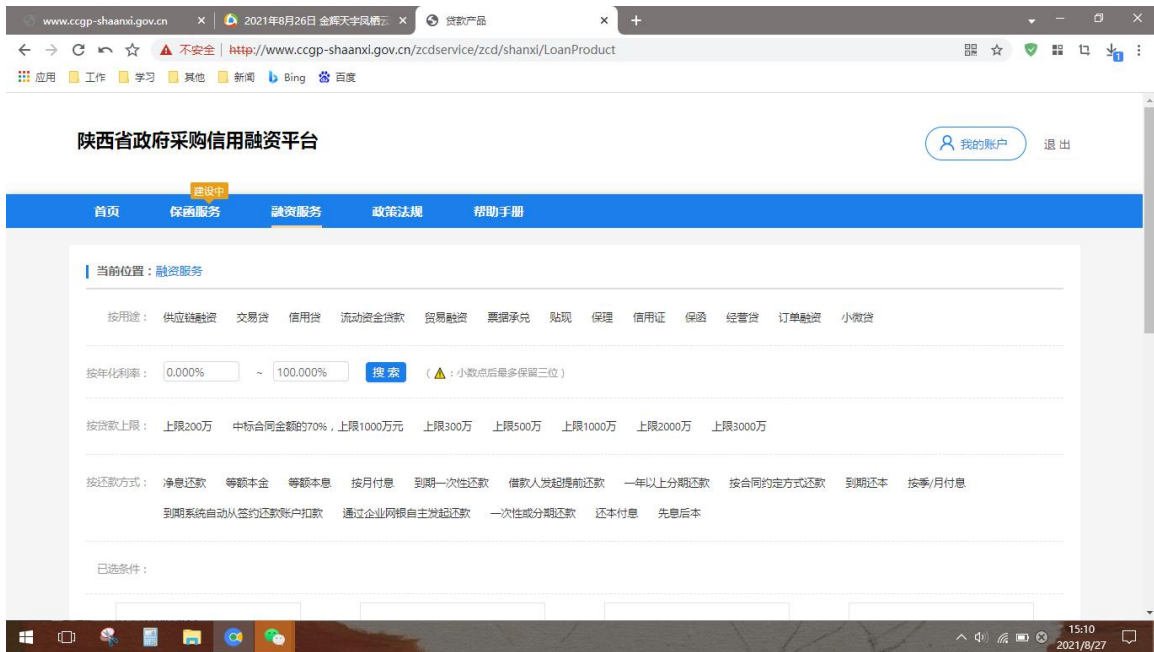 www.ccgp-shaanxi.gov.cn
2021年8月26日 金辉天宇凤栖云
贷款产品
不安全 http://www.ccgp-shaanxi.gov.cn/zcdservice/zcd/shanxi/LoanProduct
应用 工作 学习 其他 新闻 Bing 百度
陕西省政府采购信用融资平台
我的账户 退出
建设中
首页 保函服务 融资服务 政策法规 帮助手册
当前位置：融资服务
按用途： 供应链融资 交易贷 信用贷 流动资金贷款 贸易融资 票据承兑 贴现 保理 信用证 保函 经营贷 订单融资 小微贷
按年化利率： 0.000% ~ 100.000% 搜索 （ ：小数点后最多保留三位）
按贷款上限： 上限200万 中标合同金额的70%，上限1000万元 上限300万 上限500万 上限1000万 上限2000万 上限3000万
按还款方式： 净息还款 等额本金 等额本息 按月付息 到期一次性还款 借款人发起提前还款 一年以上分期还款 按合同约定方式还款 到期还本 按季/月付息
到期系统自动从签约还款账户扣款 通过企业网银自主发起还款 一次性或分期还款 还本付息 先息后本
已选条件：
15:10
2021/8/27